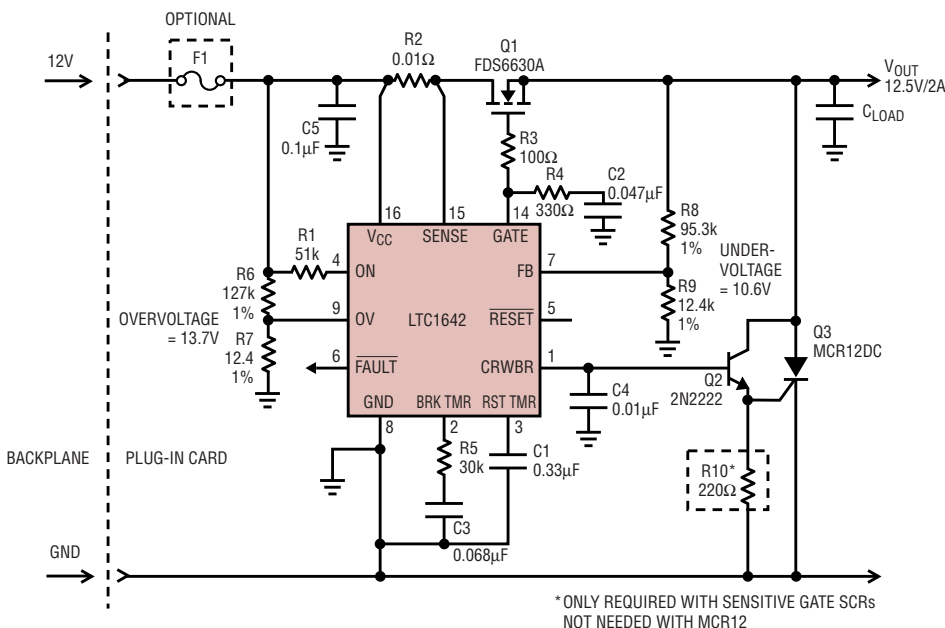 OPTIONAL
F1
12V
R2
0.01Ω
Q1
FDS6630A
VOUT
12.5V/2A
CLOAD
C5
0.1µF
R3
100Ω
R4
330Ω
C2
0.047µF
16
15
14
VCC
SENSE
GATE
R1
51k
4
ON
FB
7
R8
95.3k
1%
UNDER-
VOLTAGE
= 10.6V
R6
127k
1%
OVERVOLTAGE
= 13.7V
9
OV
LTC1642
RESET
5
R9
12.4k
1%
R7
12.4
1%
6
FAULT
CRWBR
1
Q3
MCR12DC
Q2
2N2222
C4
0.01µF
GND
BRK TMR
RST TMR
8
2
3
R5
30k
C1
0.33µF
R10*
220Ω
BACKPLANE
PLUG-IN CARD
C3
0.068µF
GND
*ONLY REQUIRED WITH SENSITIVE GATE SCRs
NOT NEEDED WITH MCR12